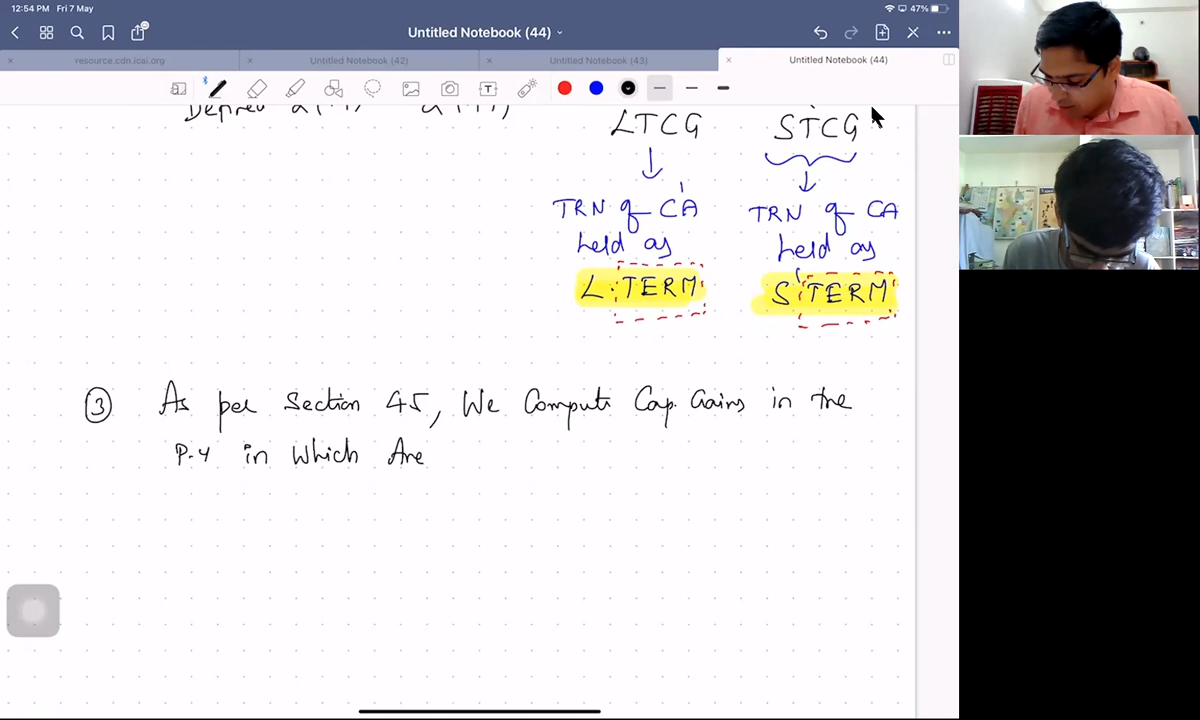 12:54 PM Fri 7 May
47%
Untitled Notebook (44)
resource.cdn.icai.org
Untitled Notebook (42)
Untitled Notebook (43)
Untitled Notebook (44)
LTCG STCG
TRN of CA TRN of CA
held as held as
L.TERM S.TERM
③ As per Section 45, We Compute Cap. Gains in the
P.Y in Which Are